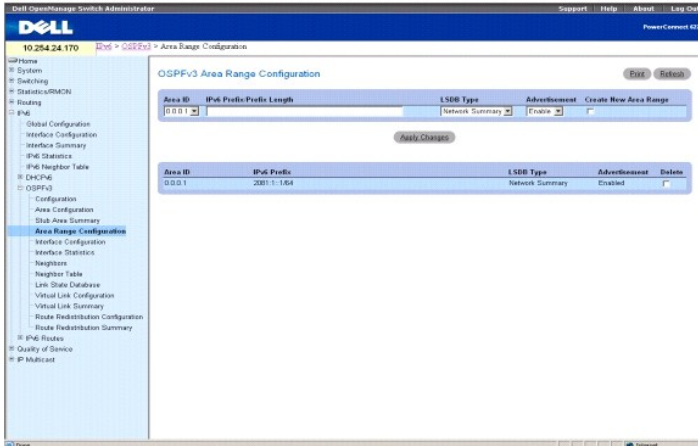 Dell OpenManage Switch Administrator
Support Help About Log Out
DELL
PowerConnect 622
10.254.24.170
IPv6 > OSPFv3 > Area Range Configuration
Home
System
Switching
Statistics/RMON
Routing
IPv6
Global Configuration
Interface Configuration
Interface Summary
IPv6 Statistics
IPv6 Neighbor Table
DHCPv6
OSPFv3
Configuration
Area Configuration
Stub Area Summary
Area Range Configuration
Interface Configuration
Interface Statistics
Neighbors
Neighbor Table
Link State Database
Virtual Link Configuration
Virtual Link Summary
Route Redistribution Configuration
Route Redistribution Summary
IPv6 Routes
Quality of Service
IP Multicast
OSPFv3 Area Range Configuration
Print Refresh
Area ID IPv6 Prefix/Prefix Length LSDB Type Advertisement Create New Area Range
0.0.0.1 Network Summary Enable
Apply Changes
Area ID IPv6 Prefix LSDB Type Advertisement Delete
0.0.0.1 2081:1::1/64 Network Summary Enabled
Done
Internet